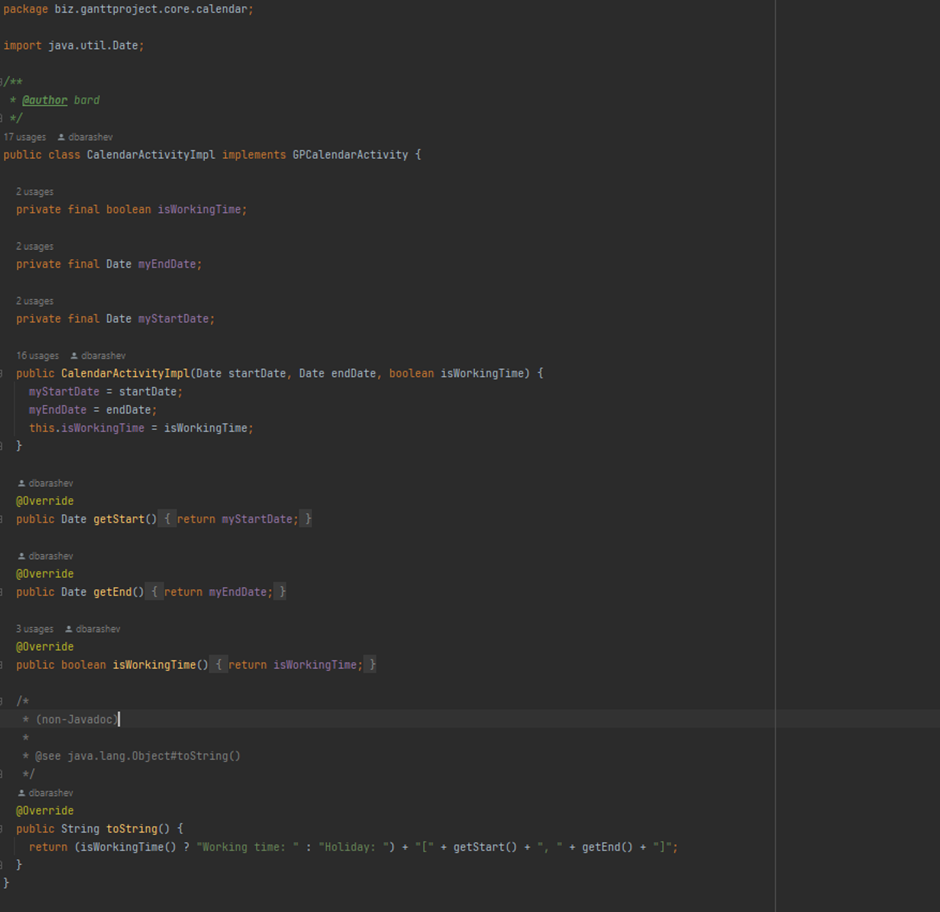 package biz.ganttproject.core.calendar;
import java.util.Date;
/**
* @author bard
*/
17 usages dbarashev
public class CalendarActivityImpl implements GPCalendarActivity {
2 usages
private final boolean isWorkingTime;
2 usages
private final Date myEndDate;
2 usages
private final Date myStartDate;
16 usages dbarashev
public CalendarActivityImpl(Date startDate, Date endDate, boolean isWorkingTime) {
myStartDate = startDate;
myEndDate = endDate;
this.isWorkingTime = isWorkingTime;
}
dbarashev
@Override
public Date getStart() { return myStartDate; }
dbarashev
@Override
public Date getEnd() { return myEndDate; }
3 usages dbarashev
@Override
public boolean isWorkingTime() { return isWorkingTime; }
/*
* (non-Javadoc)
*
* @see java.lang.Object#toString()
*/
dbarashev
@Override
public String toString() {
return (isWorkingTime() ? "Working time: " : "Holiday: ") + "[" + getStart() + ", " + getEnd() + "]";
}
}